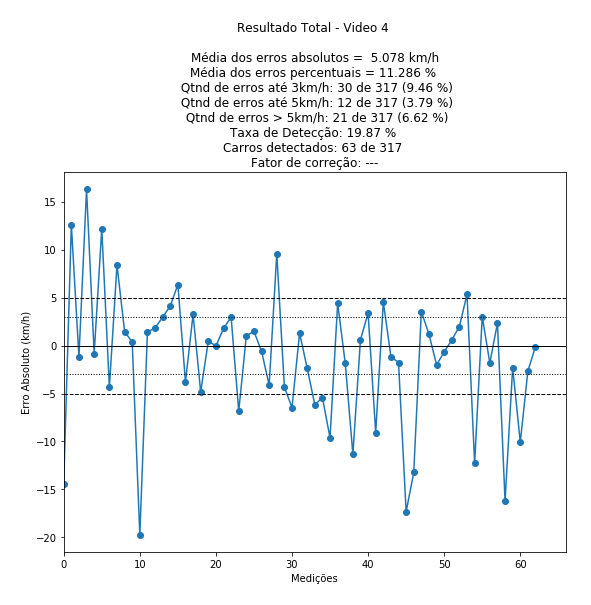 Resultado Total - Video 4
Média dos erros absolutos =  5.078 km/h
Média dos erros percentuais = 11.286 %
Qtnd de erros até 3km/h: 30 de 317 (9.46 %)
Qtnd de erros até 5km/h: 12 de 317 (3.79 %)
Qtnd de erros > 5km/h: 21 de 317 (6.62 %)
Taxa de Detecção: 19.87 %
Carros detectados: 63 de 317
Fator de correção: ---
15
10
5
0
−5
−10
−15
−20
Erro Absoluto (km/h)
0 10 20 30 40 50 60
Medições